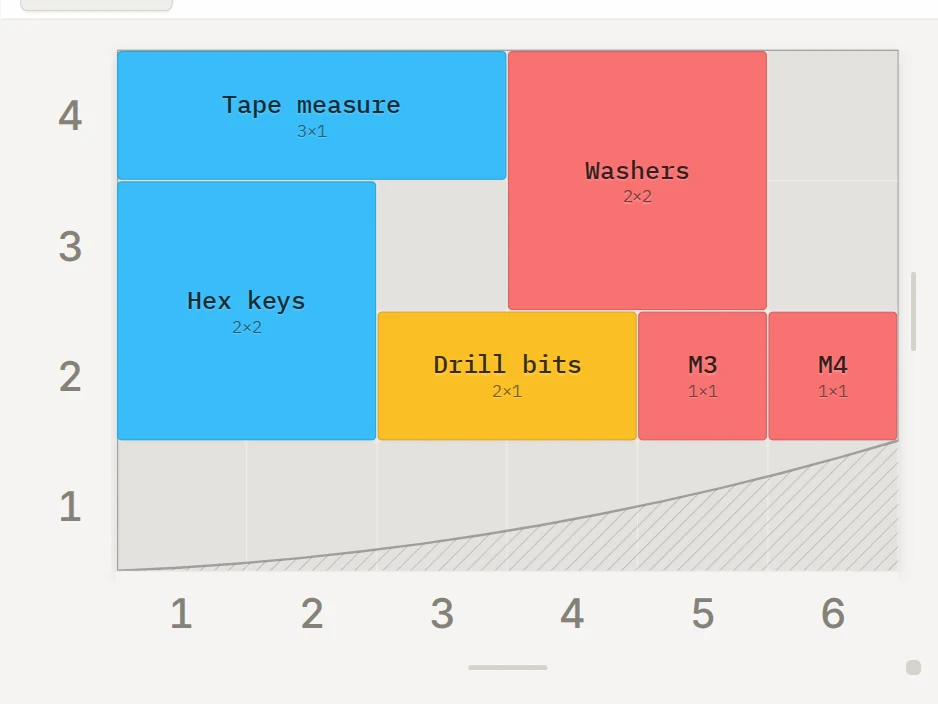 4
Tape measure
3×1
Washers
2×2
3
Hex keys
2×2
2
Drill bits
2×1
M3
1×1
M4
1×1
1
1 2 3 4 5 6